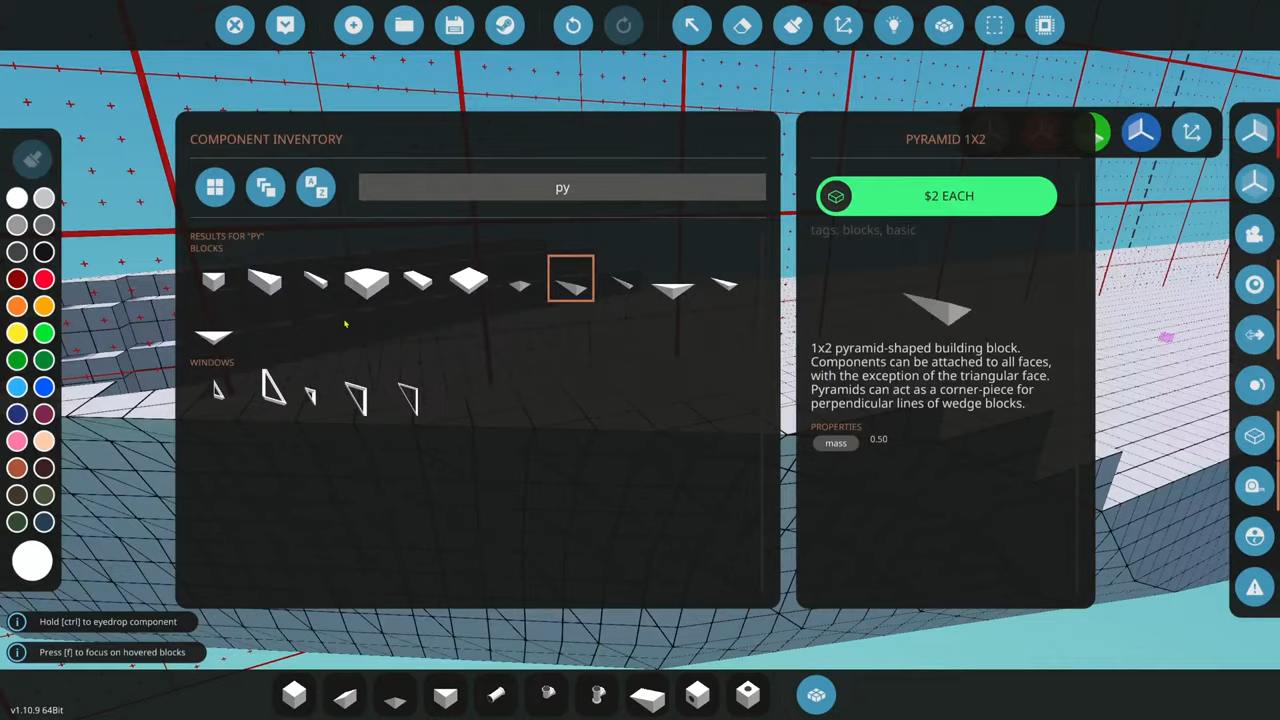 COMPONENT INVENTORY
PYRAMID 1X2
A
Z
py
$2 EACH
RESULTS FOR "PY"
BLOCKS
tags: blocks, basic
WINDOWS
1x2 pyramid-shaped building block.
Components can be attached to all faces,
with the exception of the triangular face.
Pyramids can act as a corner-piece for
perpendicular lines of wedge blocks.
PROPERTIES
mass 0.50
Hold [ctrl] to eyedrop component
Press [f] to focus on hovered blocks
v1.10.9 64Bit